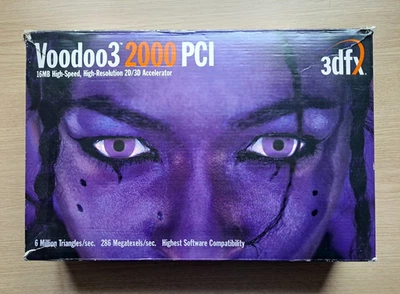 Voodoo3 2000 PCI
16MB High-Speed, High-Resolution 2D/3D Accelerator
3dfx
6 Million Triangles/sec. 286 Megatexels/sec. Highest Software Compatibility